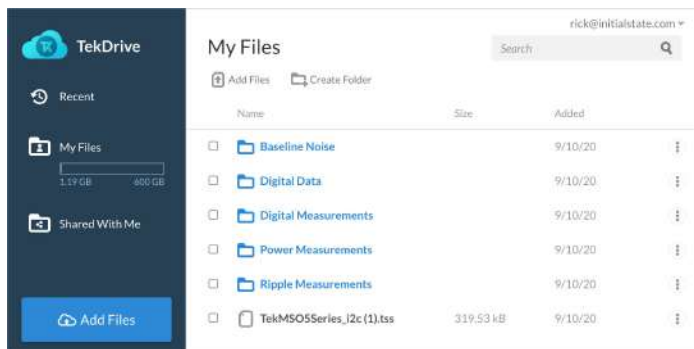 rick@initialstate.com
TekDrive
My Files
Search
Add Files
Create Folder
Recent
Name
Size
Added
My Files
1.19 GB
600 GB
Baseline Noise
9/10/20
Digital Data
9/10/20
Shared With Me
Digital Measurements
9/10/20
Power Measurements
9/10/20
Ripple Measurements
9/10/20
Add Files
TekMSO5Series_i2c (1).tss
319.53 kB
9/10/20